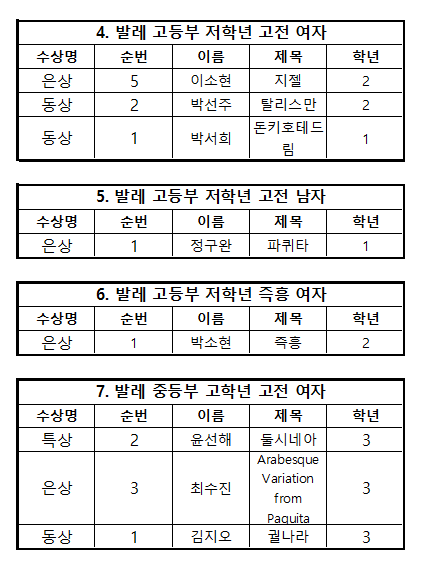 4. 발레 고등부 저학년 고전 여자
수상명 순번 이름 제목 학년
은상 5 이소현 지젤 2
동상 2 박선주 탈리스만 2
동상 1 박서희 돈키호테드
림 1
5. 발레 고등부 저학년 고전 남자
수상명 순번 이름 제목 학년
은상 1 정구완 파퀴타 1
6. 발레 고등부 저학년 즉흥 여자
수상명 순번 이름 제목 학년
은상 1 박소현 즉흥 2
7. 발레 중등부 고학년 고전 여자
수상명 순번 이름 제목 학년
특상 2 윤선해 둘시네아 3
은상 3 최수진 Arabesque
Variation
from
Paquita 3
동상 1 김지오 궐나라 3